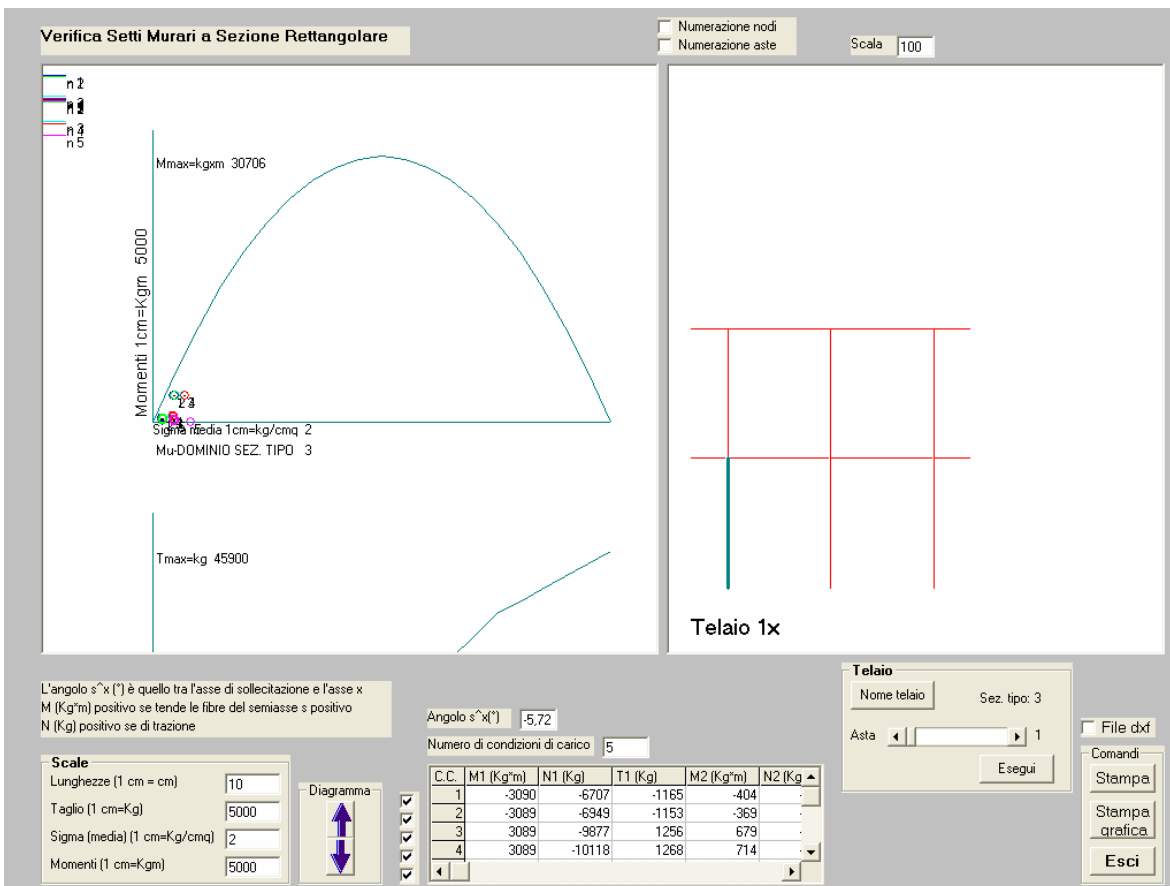 Verifica Setti Murari a Sezione Rettangolare
Numerazione nodi
Numerazione aste
Scala 100
n 2
n 3
n 4
n 5
Mmax=kgxm 30706
Momenti 1cm=Kgm 5000
Sigma media 1cm=kg/cmq 2
Mu-DOMINIO SEZ. TIPO 3
Tmax=kg 45900
Telaio 1x
L'angolo s^x (°) è quello tra l'asse di sollecitazione e l'asse x
M (Kg*m) positivo se tende le fibre del semiasse s positivo
N (Kg) positivo se di trazione
Scale
Lunghezze (1 cm = cm) 10
Taglio (1 cm=Kg) 5000
Sigma (media) (1 cm=Kg/cmq) 2
Momenti (1 cm=Kgm) 5000
Diagramma
Angolo s^x(°) -5,72
Numero di condizioni di carico 5
C.C. M1 (Kg*m) N1 (Kg) T1 (Kg) M2 (Kg*m) N2 (Kg
1 -3090 -6707 -1165 -404
2 -3089 -6949 -1153 -369
3 3089 -9877 1256 679
4 3089 -10118 1268 714
Telaio
Nome telaio Sez. tipo: 3
Asta 1
Esegui
File dxf
Comandi
Stampa
Stampa grafica
Esci